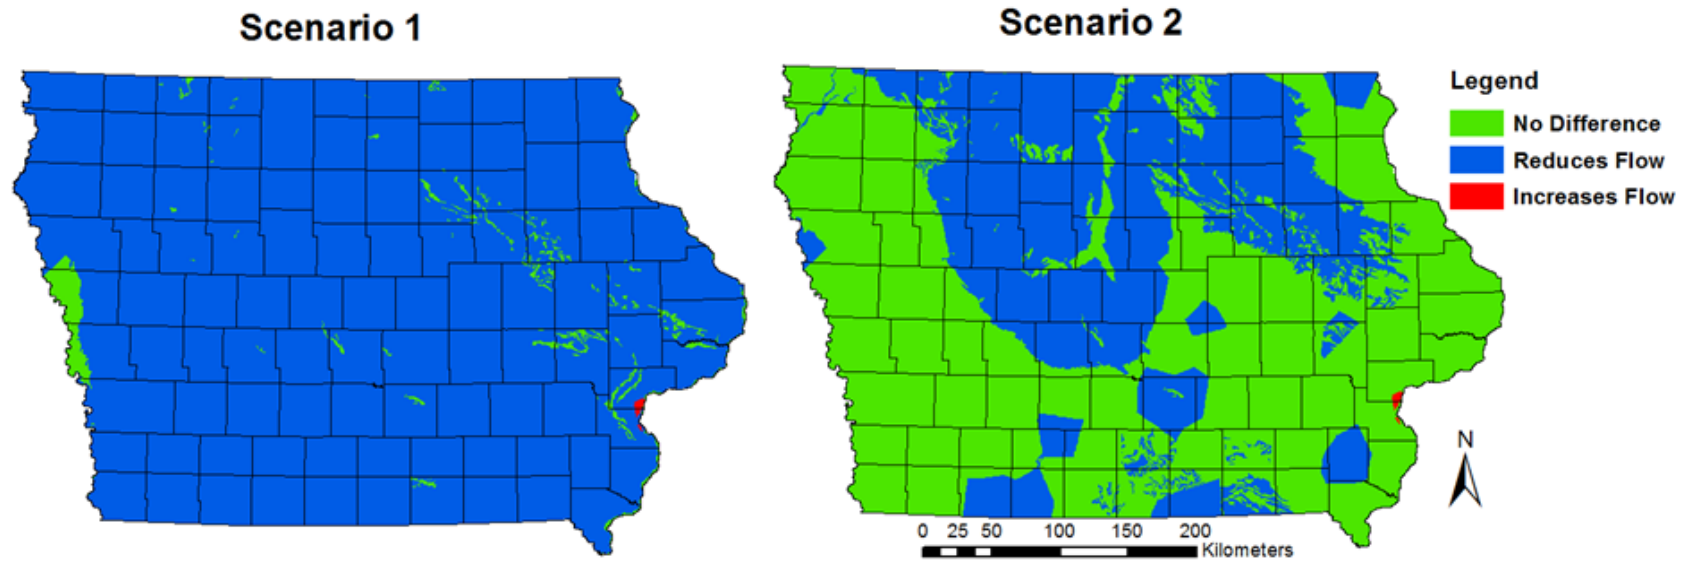 Scenario 1
Scenario 2
Legend
No Difference
Reduces Flow
Increases Flow
N
0 25 50 100 150 200
Kilometers